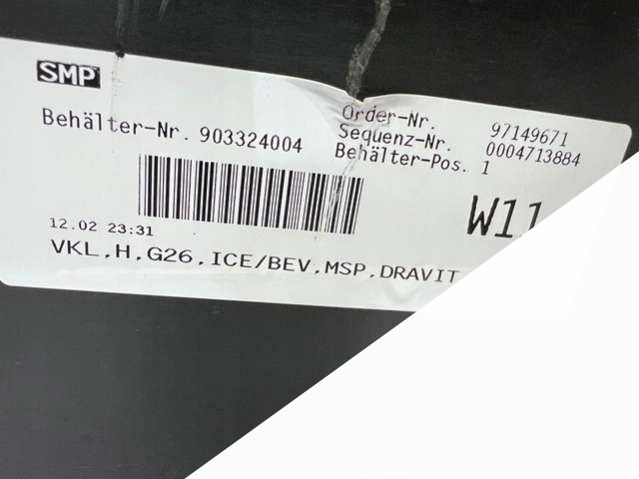 SMP
Behälter-Nr. 903324004
Order-Nr. 97149671
Sequenz-Nr. 0004713884
Behälter-Pos. 1
W11
12.02 23:31
VKL.H.G26.ICE/BEV.MSP.DRAVIT